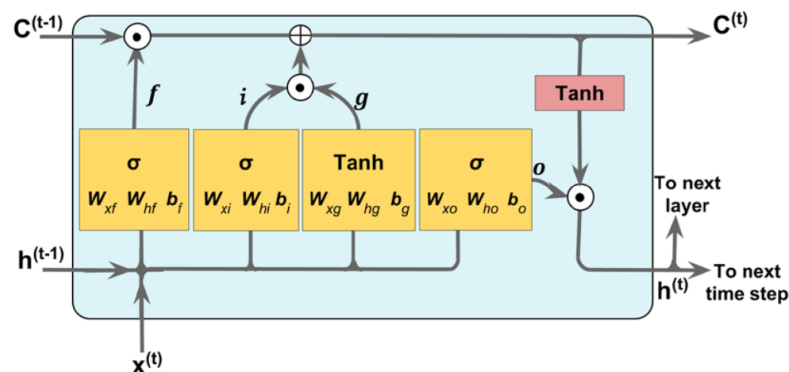 C(t-1)
C(t)
f
i
g
Tanh
σ
σ
Tanh
σ
o
Wxf Whf bf
Wxi Whi bi
Wxg Whg bg
Wxo Who bo
To next
layer
h(t-1)
h(t)
To next
time step
x(t)